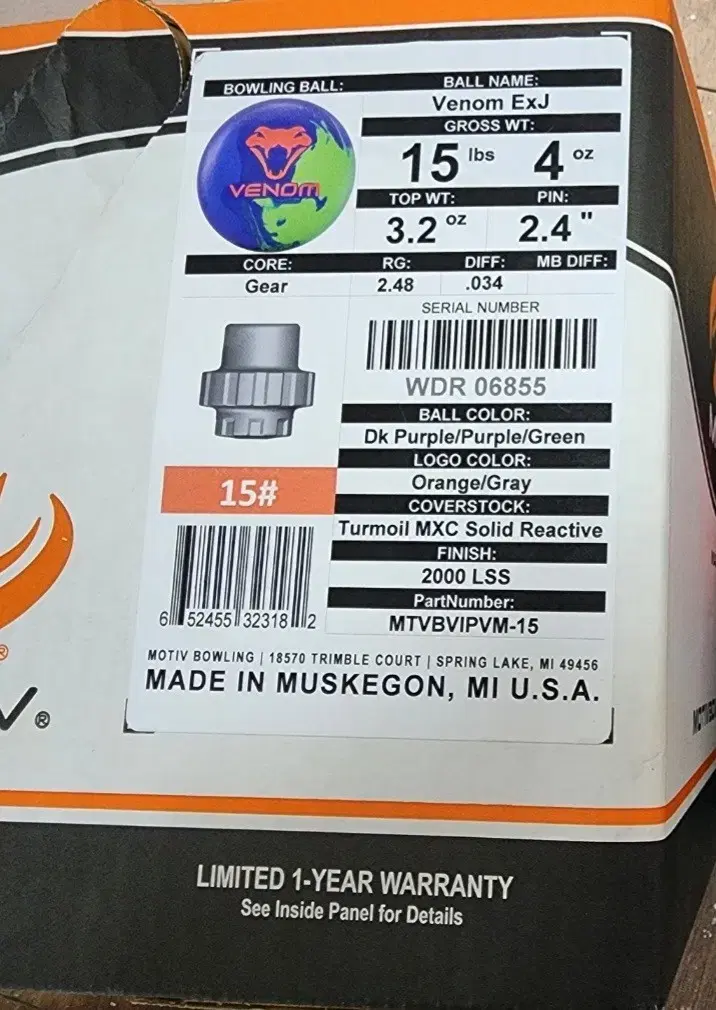 BOWLING BALL:
BALL NAME:
Venom ExJ
GROSS WT:
15 lbs 4 oz
VENOM
TOP WT: PIN:
3.2 oz 2.4"
CORE: RG: DIFF: MB DIFF:
Gear 2.48 .034
SERIAL NUMBER
WDR 06855
BALL COLOR:
Dk Purple/Purple/Green
LOGO COLOR:
Orange/Gray
15#
COVERSTOCK:
Turmoil MXC Solid Reactive
FINISH:
2000 LSS
PartNumber:
MTVBVIPVM-15
6 52455 32318 2
MOTIV BOWLING | 18570 TRIMBLE COURT | SPRING LAKE, MI 49456
MADE IN MUSKEGON, MI U.S.A.
®
V®
LIMITED 1-YEAR WARRANTY
See Inside Panel for Details